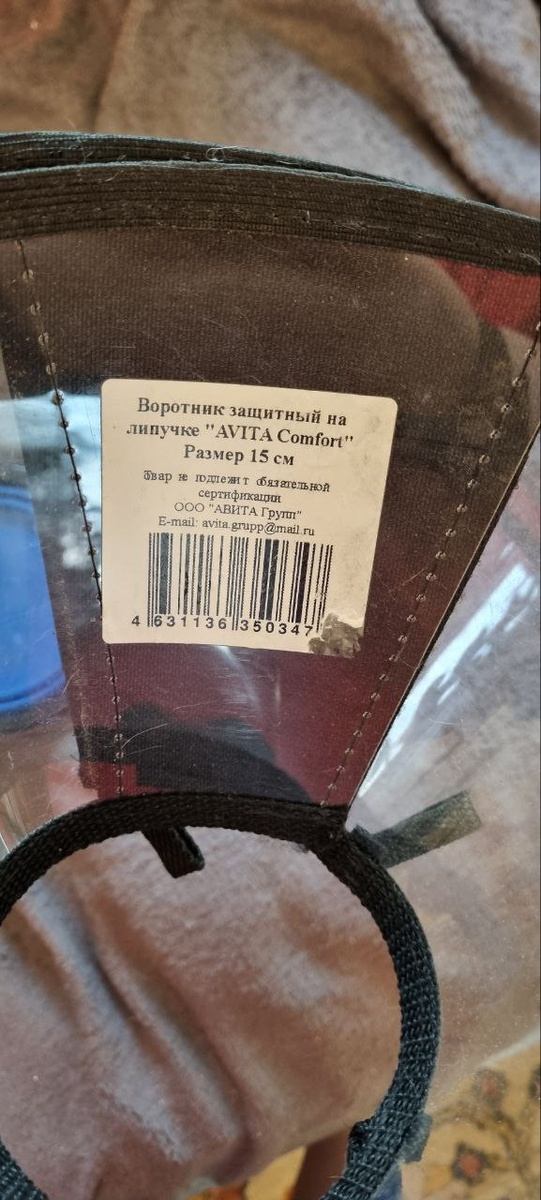 Воротник защитный на
липучке "AVITA Comfort"
Размер 15 см
Товар не подлежит обязательной
сертификации
ООО "АВИТА Групп"
E-mail: avita.grupp@mail.ru
4 631136 350347